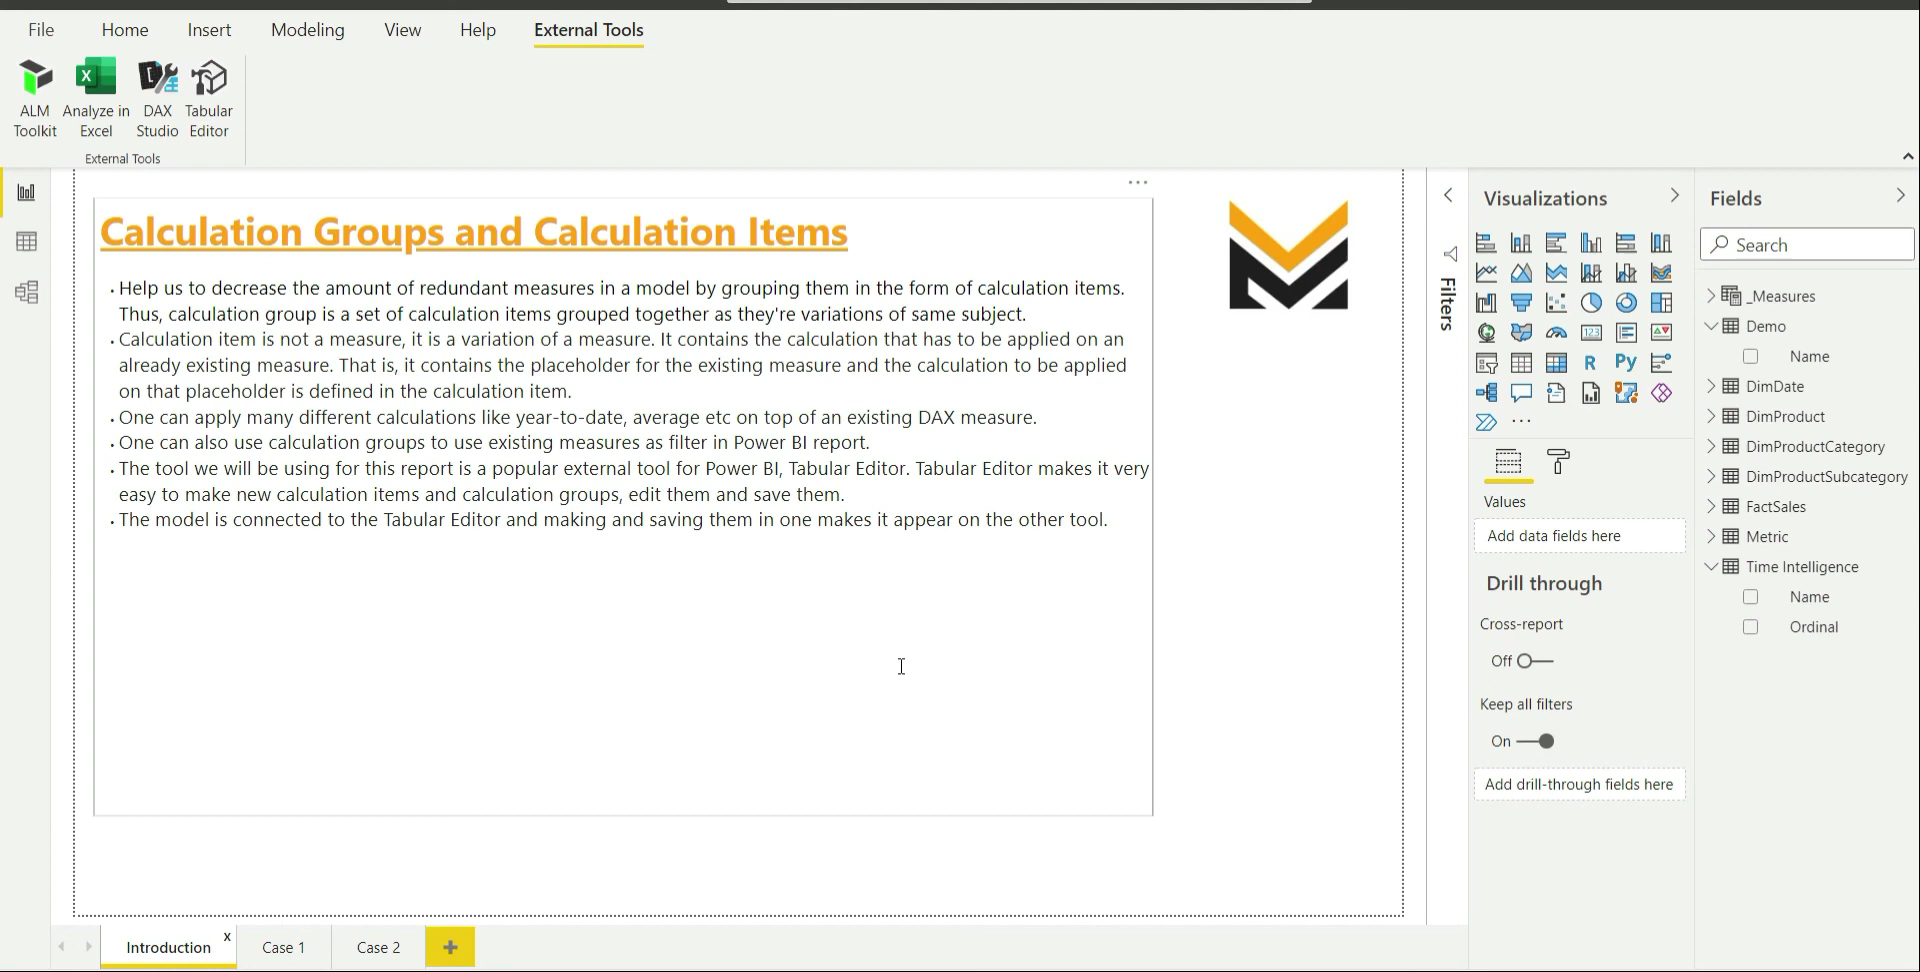 File Home Insert Modeling View Help External Tools
ALM Toolkit
Analyze in Excel
DAX Studio
Tabular Editor
External Tools
Calculation Groups and Calculation Items
• Help us to decrease the amount of redundant measures in a model by grouping them in the form of calculation items.
Thus, calculation group is a set of calculation items grouped together as they're variations of same subject.
• Calculation item is not a measure, it is a variation of a measure. It contains the calculation that has to be applied on an
already existing measure. That is, it contains the placeholder for the existing measure and the calculation to be applied
on that placeholder is defined in the calculation item.
• One can apply many different calculations like year-to-date, average etc on top of an existing DAX measure.
• One can also use calculation groups to use existing measures as filter in Power BI report.
• The tool we will be using for this report is a popular external tool for Power BI, Tabular Editor. Tabular Editor makes it very
easy to make new calculation items and calculation groups, edit them and save them.
• The model is connected to the Tabular Editor and making and saving them in one makes it appear on the other tool.
Filters
Visualizations
123
R
Py
Values
Add data fields here
Drill through
Cross-report
Off
Keep all filters
On
Add drill-through fields here
Fields
Search
_Measures
Demo
Name
DimDate
DimProduct
DimProductCategory
DimProductSubcategory
FactSales
Metric
Time Intelligence
Name
Ordinal
Introduction x Case 1 Case 2 +